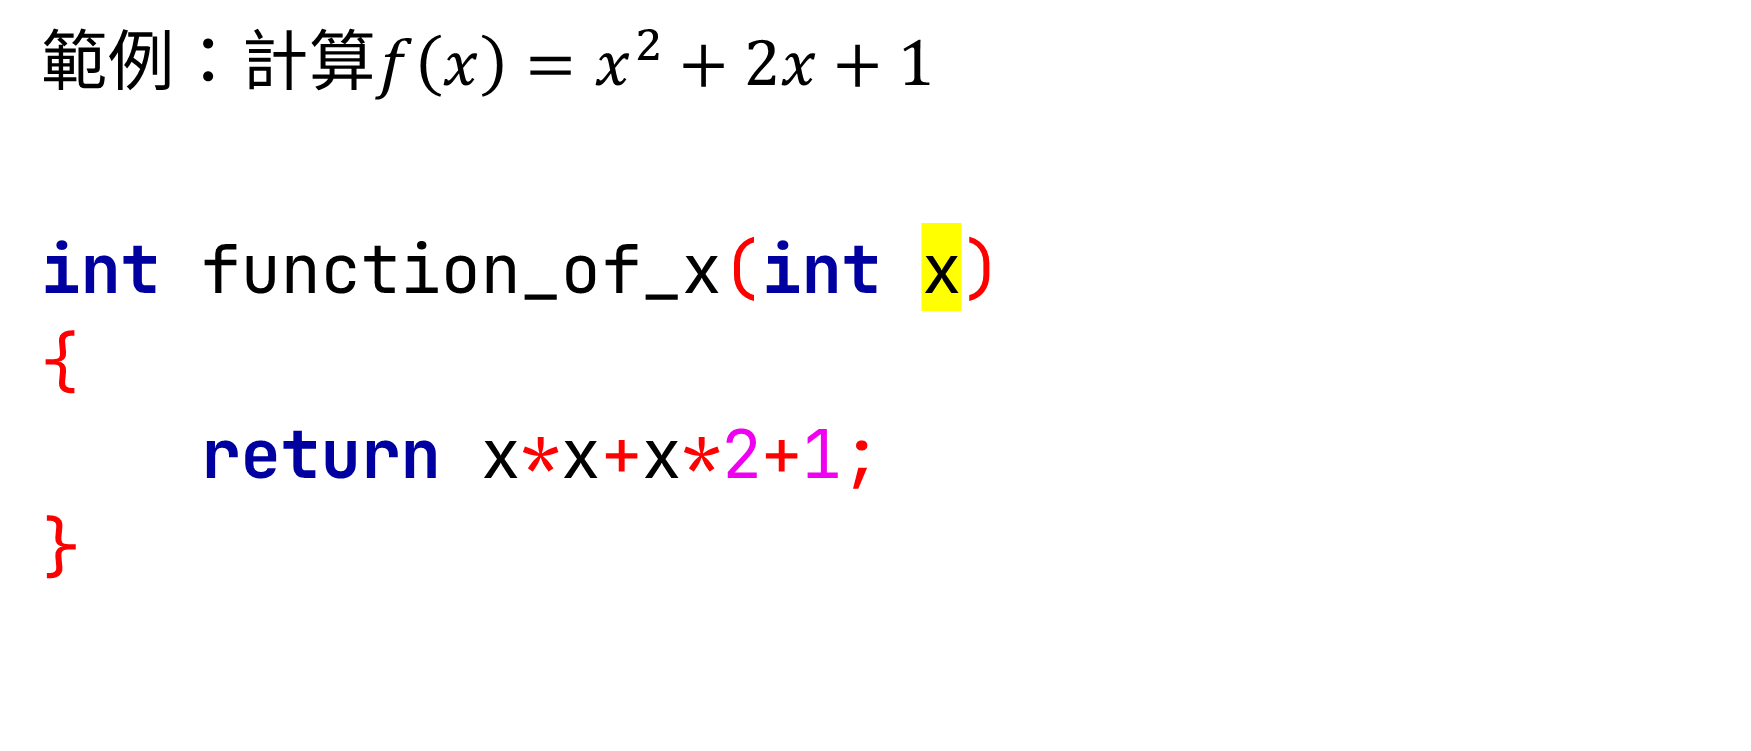 範例：計算f(x) = x² + 2x + 1
int function_of_x(int x)
{
    return x*x+x*2+1;
}